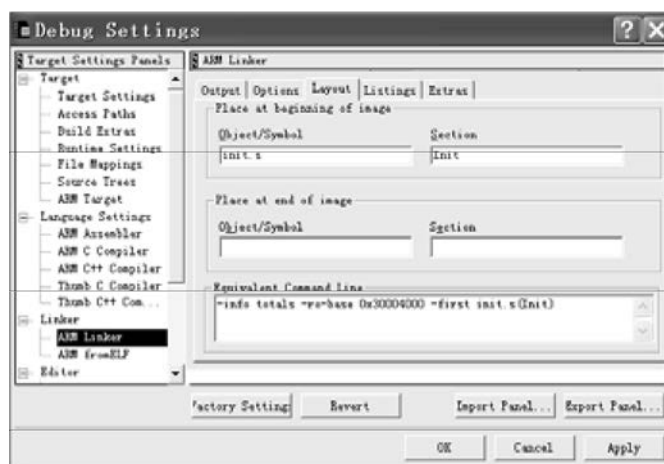 Debug Settings
Target Settings Panels
Target
Target Settings
Access Paths
Build Extras
Runtime Settings
File Mappings
Source Trees
ARM Target
Language Settings
ARM Assembler
ARM C Compiler
ARM C++ Compiler
Thumb C Compiler
Thumb C++ Com...
Linker
ARM Linker
ARM fromELF
Editor
ARM Linker
Output Options Layout Listings Extras
Place at beginning of image
Object/Symbol Section
init.s Init
Place at end of image
Object/Symbol Section
Equivalent Command Line
-info totals -ro-base 0x30004000 -first init.s(Init)
Factory Settings Revert Import Panel... Export Panel...
OK Cancel Apply